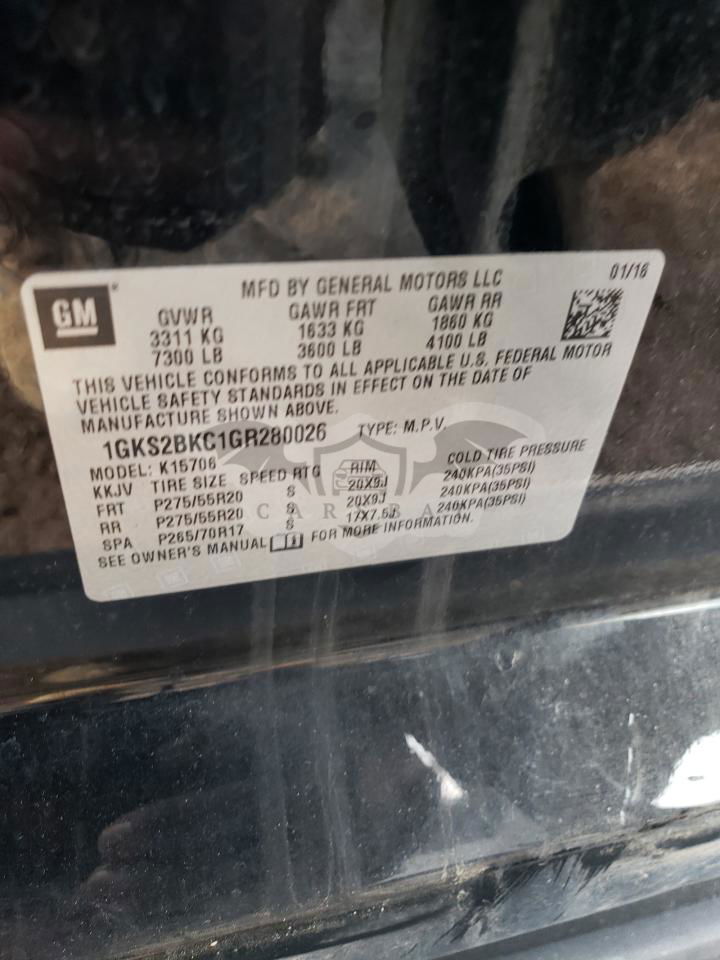 GM
MFD BY GENERAL MOTORS LLC 01/16
GVWR GAWR FRT GAWR RR
3311 KG 1633 KG 1860 KG
7300 LB 3600 LB 4100 LB
THIS VEHICLE CONFORMS TO ALL APPLICABLE U.S. FEDERAL MOTOR
VEHICLE SAFETY STANDARDS IN EFFECT ON THE DATE OF
MANUFACTURE SHOWN ABOVE.
1GKS2BKC1GR280026 TYPE: M.P.V.
MODEL: K15706
KKJV TIRE SIZE SPEED RTG RIM COLD TIRE PRESSURE
FRT P275/55R20 S 20X9J 240KPA(35PSI)
RR P275/55R20 S 20X9J 240KPA(35PSI)
SPA P265/70R17 S 17X7.5J 240KPA(35PSI)
SEE OWNER'S MANUAL FOR MORE INFORMATION.